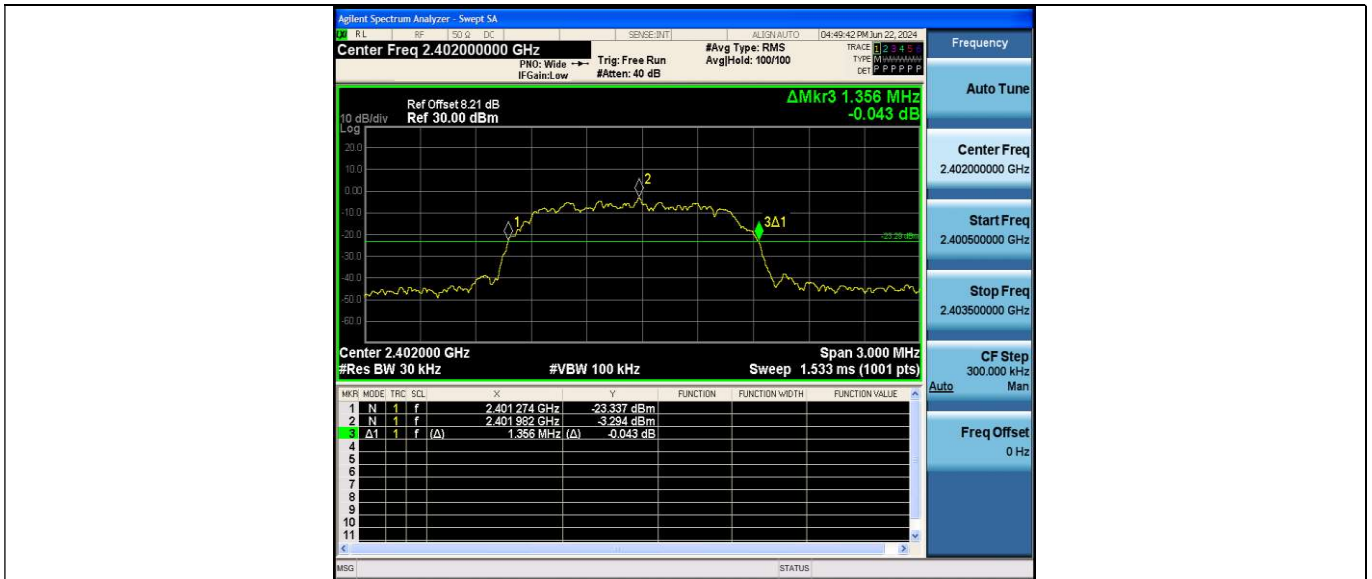 Agilent Spectrum Analyzer - Swept SA
LXI RL RF 50 Ω DC SENSE:INT ALIGN AUTO 04:49:42 PM Jun 22, 2024
Center Freq 2.402000000 GHz
PNO: Wide
IFGain:Low
Trig: Free Run
#Atten: 40 dB
#Avg Type: RMS
Avg|Hold: 100/100
TRACE 1 2 3 4 5 6
TYPE M
DET P P P P P P
ΔMkr3 1.356 MHz
-0.043 dB
Ref Offset 8.21 dB
10 dB/div Ref 30.00 dBm
Log
20.0
10.0
0.00
-10.0
-20.0
-30.0
-40.0
-50.0
-60.0
1
2
3Δ1
-23.29 dBm
Center 2.402000 GHz Span 3.000 MHz
#Res BW 30 kHz #VBW 100 kHz Sweep 1.533 ms (1001 pts)
MKR MODE TRC SCL X Y FUNCTION FUNCTION WIDTH FUNCTION VALUE
1 N 1 f 2.401 274 GHz -23.337 dBm
2 N 1 f 2.401 982 GHz -3.294 dBm
3 Δ1 1 f (Δ) 1.356 MHz (Δ) -0.043 dB
4
5
6
7
8
9
10
11
MSG STATUS
Frequency
Auto Tune
Center Freq
2.402000000 GHz
Start Freq
2.400500000 GHz
Stop Freq
2.403500000 GHz
CF Step
300.000 kHz
Auto Man
Freq Offset
0 Hz